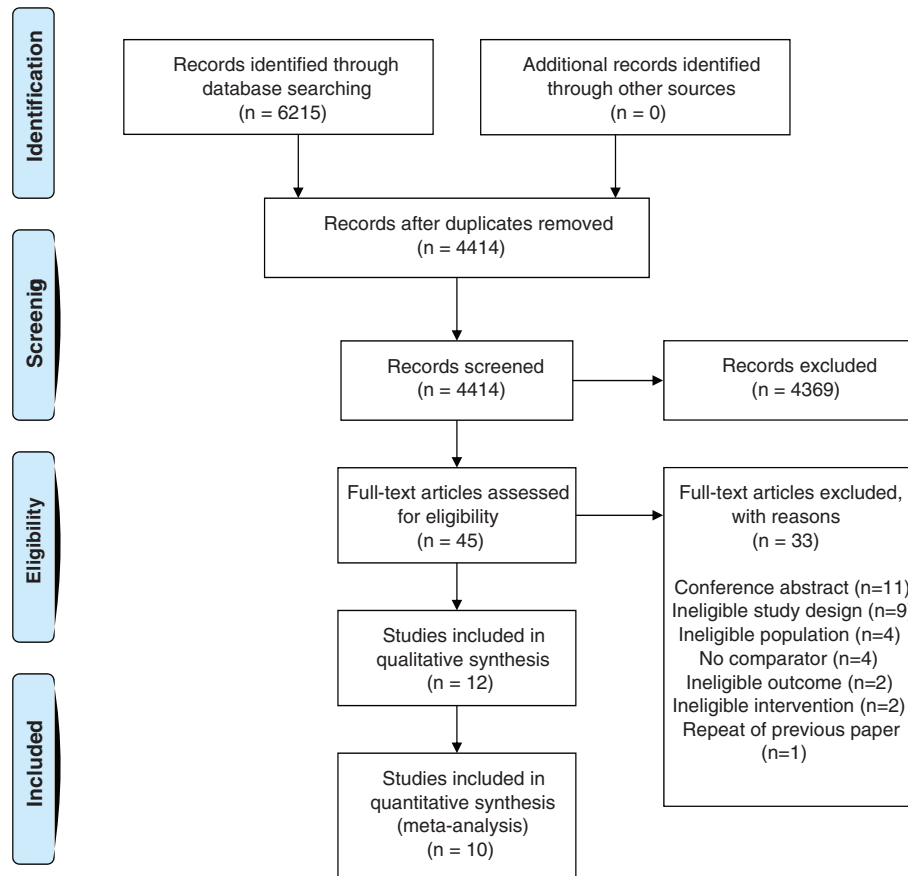 Identification
Records identified through
database searching
(n = 6215)
Additional records identified
through other sources
(n = 0)
Records after duplicates removed
(n = 4414)
Screenig
Records screened
(n = 4414)
Records excluded
(n = 4369)
Eligibility
Full-text articles assessed
for eligibility
(n = 45)
Full-text articles excluded,
with reasons
(n = 33)
Conference abstract (n=11)
Ineligible study design (n=9
Ineligible population (n=4)
No comparator (n=4)
Ineligible outcome (n=2)
Ineligible intervention (n=2)
Repeat of previous paper
(n=1)
Studies included in
qualitative synthesis
(n = 12)
Included
Studies included in
quantitative synthesis
(meta-analysis)
(n = 10)